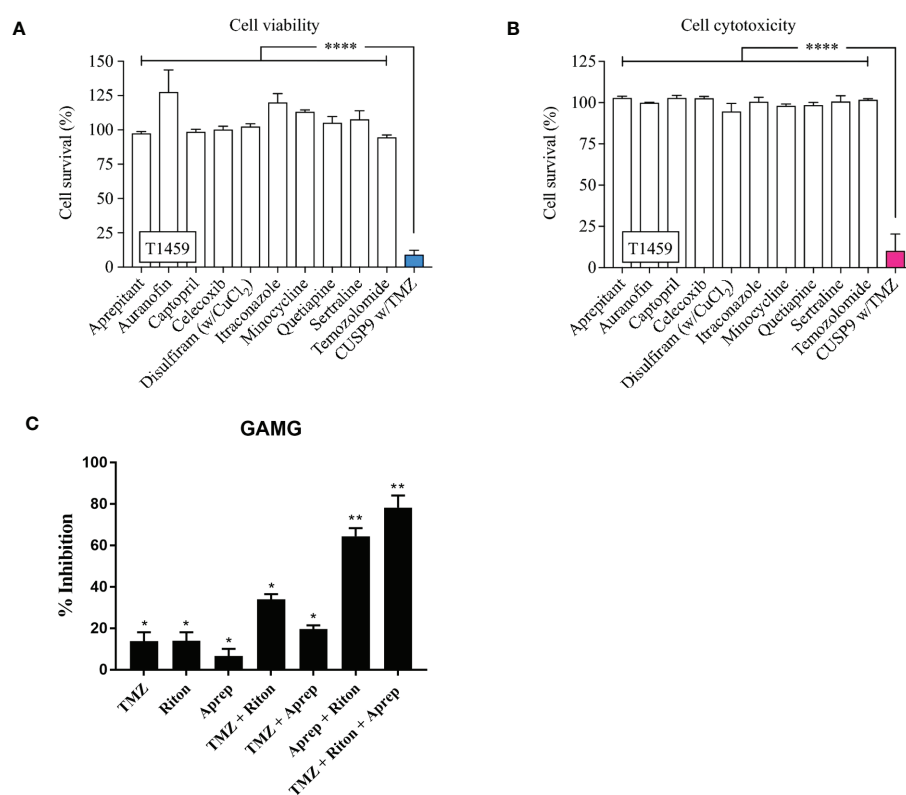 A
Cell viability
****
150
125
100
75
50
25
0
Cell survival (%)
T1459
Aprepitant
Auranofin
Captopril
Celecoxib
Disulfiram (w/CuCl₂)
Itraconazole
Minocycline
Quetiapine
Sertraline
Temozolomide
CUSP9 w/TMZ
B
Cell cytotoxicity
****
125
100
75
50
25
0
Cell survival (%)
T1459
Aprepitant
Auranofin
Captopril
Celecoxib
Disulfiram (w/CuCl₂)
Itraconazole
Minocycline
Quetiapine
Sertraline
Temozolomide
CUSP9 w/TMZ
C
GAMG
100
80
60
40
20
0
% Inhibition
*
*
*
*
*
**
**
TMZ
Riton
Aprep
TMZ + Riton
TMZ + Aprep
Aprep + Riton
TMZ + Riton + Aprep